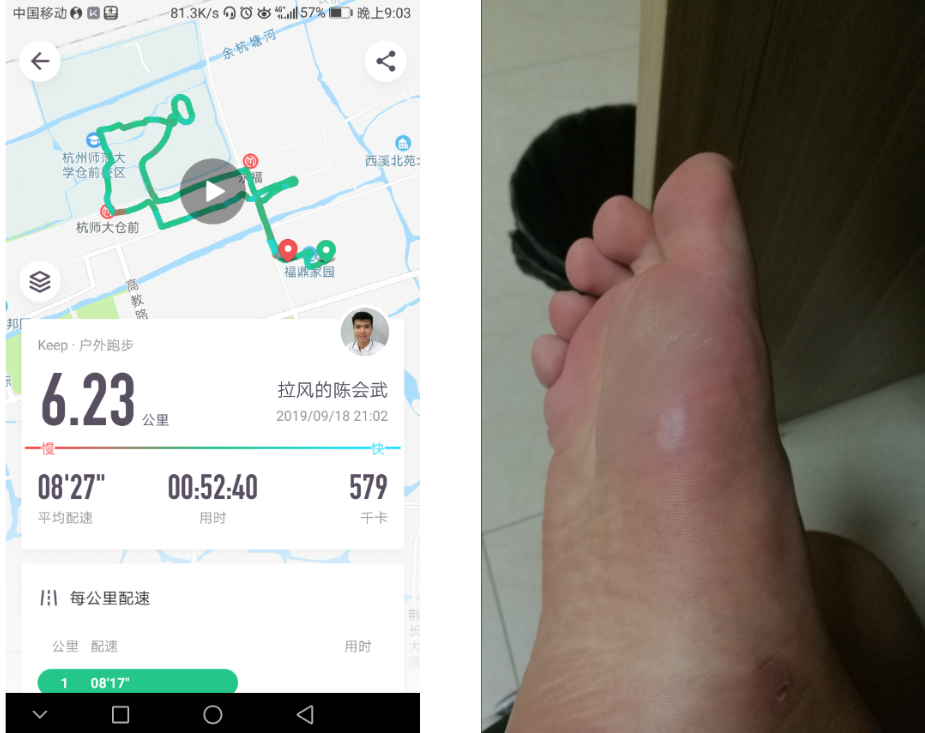 中国移动 81.3K/s 57% 晚上9:03
余杭塘河
杭州师范大
学仓前校区
西溪北苑
永福
杭师大仓前
福鼎家园
高教路
Keep · 户外跑步
6.23 公里
拉风的陈会武
2019/09/18 21:02
慢 快
08'27" 00:52:40 579
平均配速 用时 千卡
每公里配速
公里 配速 用时
1 08'17"
荆长大道